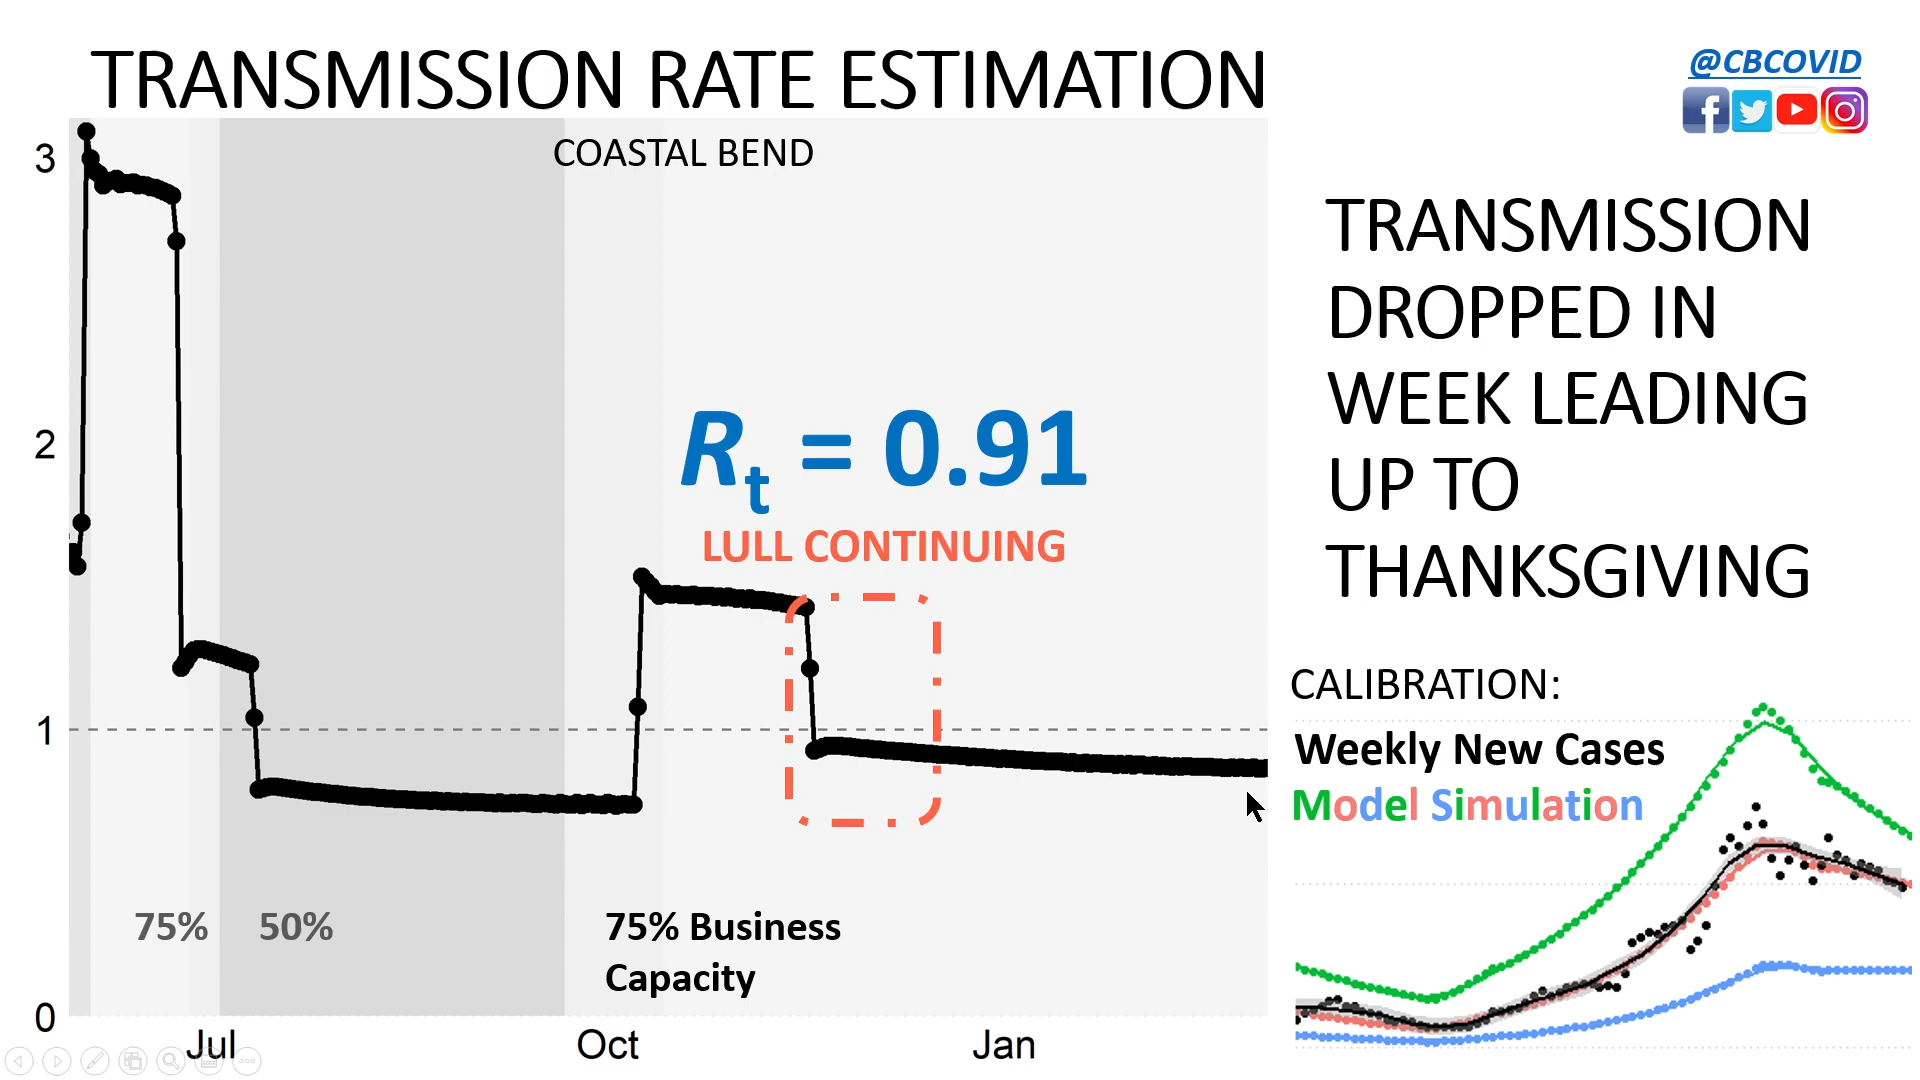 TRANSMISSION RATE ESTIMATION
@CBCOVID
COASTAL BEND
3
2
1
0
Rt = 0.91
LULL CONTINUING
75%
50%
75% Business
Capacity
Jul
Oct
Jan
TRANSMISSION
DROPPED IN
WEEK LEADING
UP TO
THANKSGIVING
CALIBRATION:
Weekly New Cases
Model Simulation